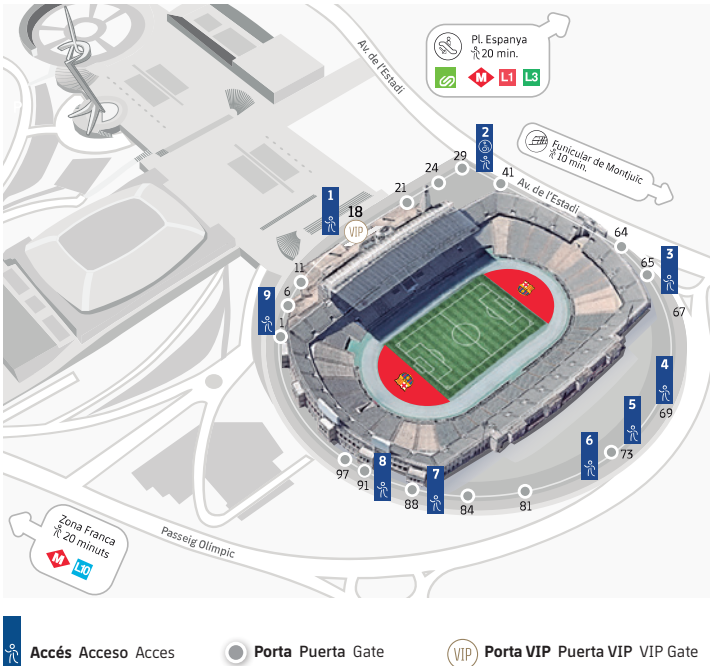 Av. de l'Estadi
Pl. Espanya
20 min.
M L1 L3
Funicular de Montjuïc
10 min.
Av. de l'Estadi
2
29
24
41
1
21
18
VIP
64
65
3
67
11
6
9
1
4
69
5
73
6
97
91
8
88
7
84
81
Zona Franca
20 minuts
M L10
Passeig Olímpic
Accés Acceso Acces
Porta Puerta Gate
VIP Porta VIP Puerta VIP VIP Gate